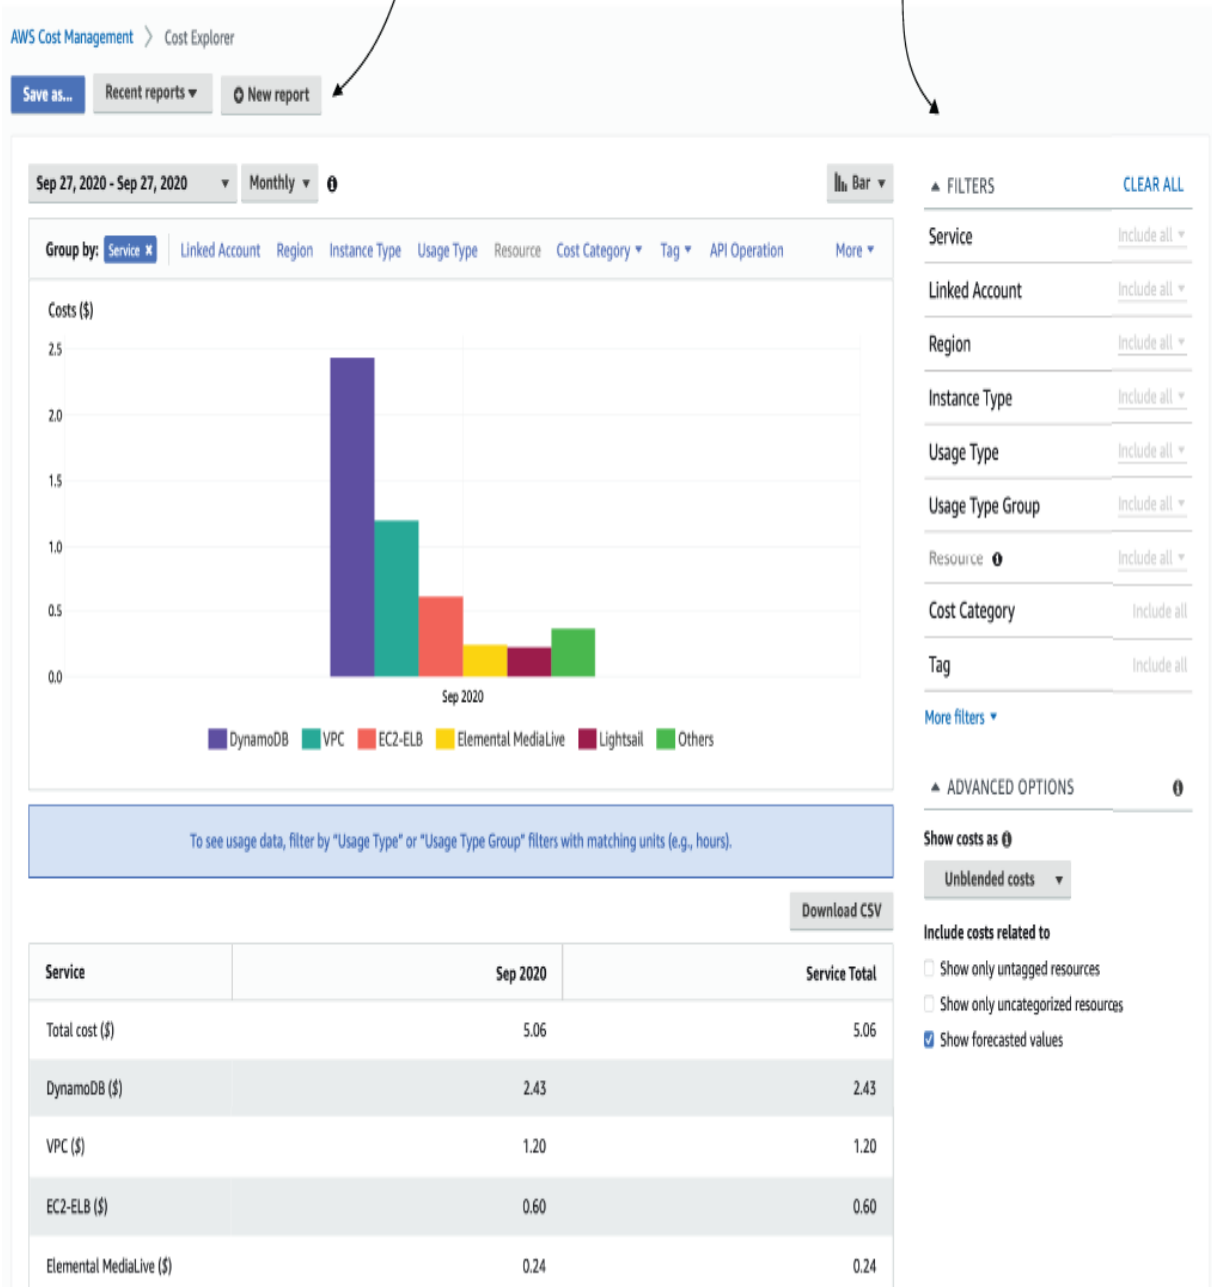 AWS Cost Management > Cost Explorer
Save as... Recent reports New report
Sep 27, 2020 - Sep 27, 2020 Monthly Bar
Group by: Service Linked Account Region Instance Type Usage Type Resource Cost Category Tag API Operation More
Costs ($)
2.5
2.0
1.5
1.0
0.5
0.0
Sep 2020
DynamoDB VPC EC2-ELB Elemental MediaLive Lightsail Others
To see usage data, filter by "Usage Type" or "Usage Type Group" filters with matching units (e.g., hours).
Download CSV
Service Sep 2020 Service Total
Total cost ($) 5.06 5.06
DynamoDB ($) 2.43 2.43
VPC ($) 1.20 1.20
EC2-ELB ($) 0.60 0.60
Elemental MediaLive ($) 0.24 0.24
FILTERS CLEAR ALL
Service Include all
Linked Account Include all
Region Include all
Instance Type Include all
Usage Type Include all
Usage Type Group Include all
Resource Include all
Cost Category Include all
Tag Include all
More filters
ADVANCED OPTIONS
Show costs as
Unblended costs
Include costs related to
Show only untagged resources
Show only uncategorized resources
Show forecasted values